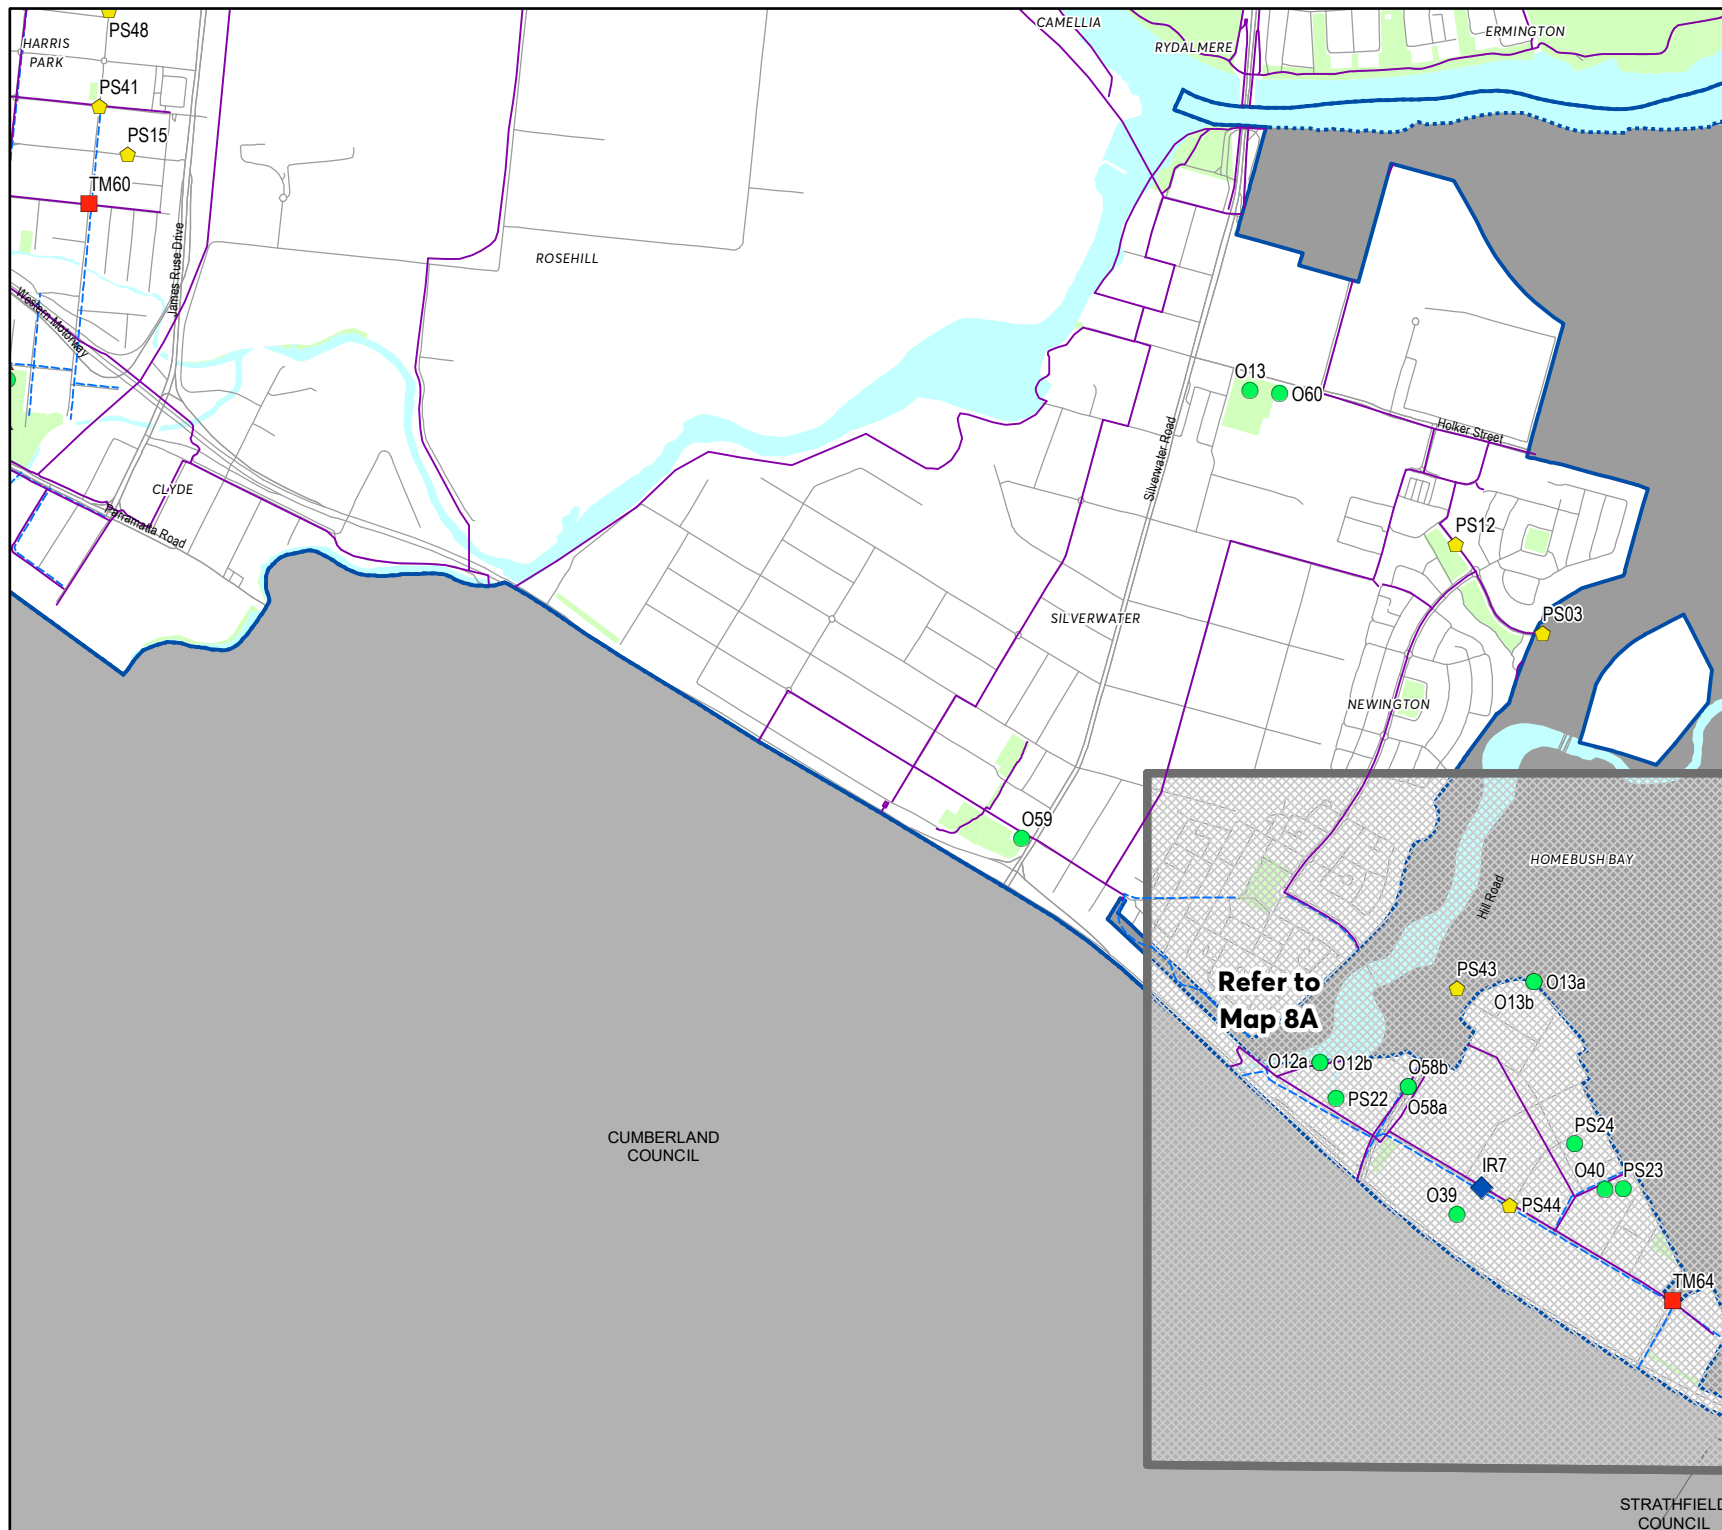 PS48
HARRIS
PARK
CAMELLIA
RYDALMERE
ERMINGTON
PS41
PS15
TM60
James Ruse Drive
ROSEHILL
Western Motorway
O13
O60
Holker Street
Silverwater Road
CLYDE
Parramatta Road
PS12
PS03
SILVERWATER
NEWINGTON
O59
HOMEBUSH BAY
Hill Road
Refer to
Map 8A
PS43
O13a
O13b
O12a
O12b
O58b
PS22
O58a
PS24
CUMBERLAND
COUNCIL
IR7
O40
PS23
O39
PS44
TM64
STRATHFIELD
COUNCIL